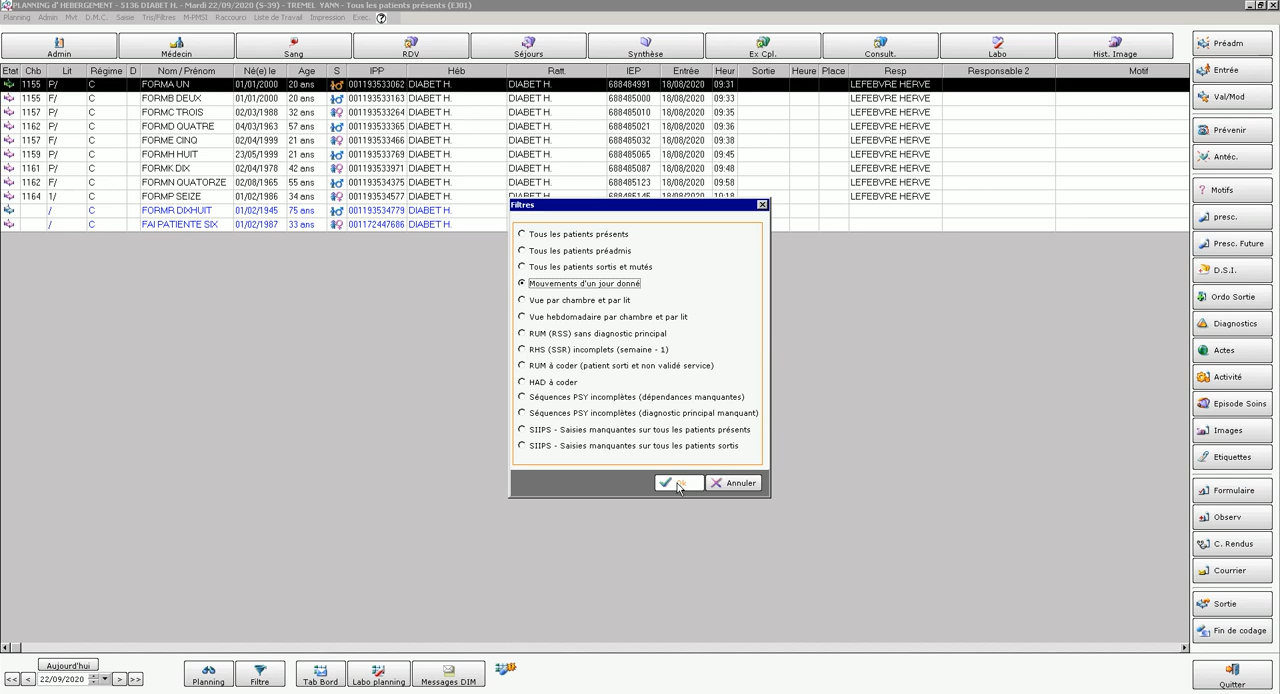 PLANNING d' HEBERGEMENT - 5136 DIABET H. - Mardi 22/09/2020 (S-39) - TREMEL YANN - Tous les patients présents (EJ01)
Planning Admin Mvt D.M.C. Saisie Tris/Filtres M-PMSI Raccourci Liste de Travail Impression Exec. ?
Admin Médecin Sang RDV Séjours Synthèse Ex Cpl. Consult. Labo Hist. Image
Etat Chb Lit Régime D Nom / Prénom Né(e) le Age S IPP Héb Ratt. IEP Entrée Heur Sortie Heure Place Resp Responsable 2 Motif
1155 P/ C FORMA UN 01/01/2000 20 ans 001193533062 DIABET H. DIABET H. 688484991 18/08/2020 09:31 LEFEBVRE HERVE
1155 F/ C FORMB DEUX 01/01/2000 20 ans 001193533163 DIABET H. DIABET H. 688485000 18/08/2020 09:33 LEFEBVRE HERVE
1157 P/ C FORMC TROIS 02/03/1988 32 ans 001193533264 DIABET H. DIABET H. 688485010 18/08/2020 09:35 LEFEBVRE HERVE
1162 P/ C FORMD QUATRE 04/03/1963 57 ans 001193533365 DIABET H. DIABET H. 688485021 18/08/2020 09:36 LEFEBVRE HERVE
1157 F/ C FORME CINQ 01/03/1999 21 ans 001193533466 DIABET H. DIABET H. 688485032 18/08/2020 09:38 LEFEBVRE HERVE
1159 P/ C FORMH HUIT 23/05/1999 21 ans 001193533769 DIABET H. DIABET H. 688485065 18/08/2020 09:45 LEFEBVRE HERVE
1161 P/ C FORMK DIX 02/04/1978 42 ans 001193533971 DIABET H. DIABET H. 688485087 18/08/2020 09:48 LEFEBVRE HERVE
1162 F/ C FORMN QUATORZE 02/08/1965 55 ans 001193534375 DIABET H. DIABET H. 688485123 18/08/2020 09:58 LEFEBVRE HERVE
1164 1/ C FORMP SEIZE 01/02/1986 34 ans 001193534577 DIABET H. DIABET H. 688485145 18/08/2020 10:18 LEFEBVRE HERVE
/ FORMR DIXHUIT 01/02/1945 75 ans 001193534779 DIABET H.
/ FAI PATIENTE SIX 01/02/1987 33 ans 001172447686 DIABET H.
Filtres
Tous les patients présents
Tous les patients préadmis
Tous les patients sortis et mutés
Mouvements d'un jour donné
Vue par chambre et par lit
Vue hebdomadaire par chambre et par lit
RUM (RSS) sans diagnostic principal
RHS (SSR) incomplets (semaine - 1)
RUM à coder (patient sorti et non validé service)
HAD à coder
Séquences PSY incomplètes (dépendances manquantes)
Séquences PSY incomplètes (diagnostic principal manquant)
SIIPS - Saisies manquantes sur tous les patients présents
SIIPS - Saisies manquantes sur tous les patients sortis
Annuler
Préadm
Entrée
Val/Mod
Prévenir
Antéc.
Motifs
presc.
Presc. Future
D.S.I.
Ordo Sortie
Diagnostics
Actes
Activité
Episode Soins
Images
Etiquettes
Formulaire
Observ
C. Rendus
Courrier
Sortie
Fin de codage
Quitter
Aujourd'hui
<< < 22/09/2020 > >>
Planning Filtre Tab Bord Labo planning Messages DIM